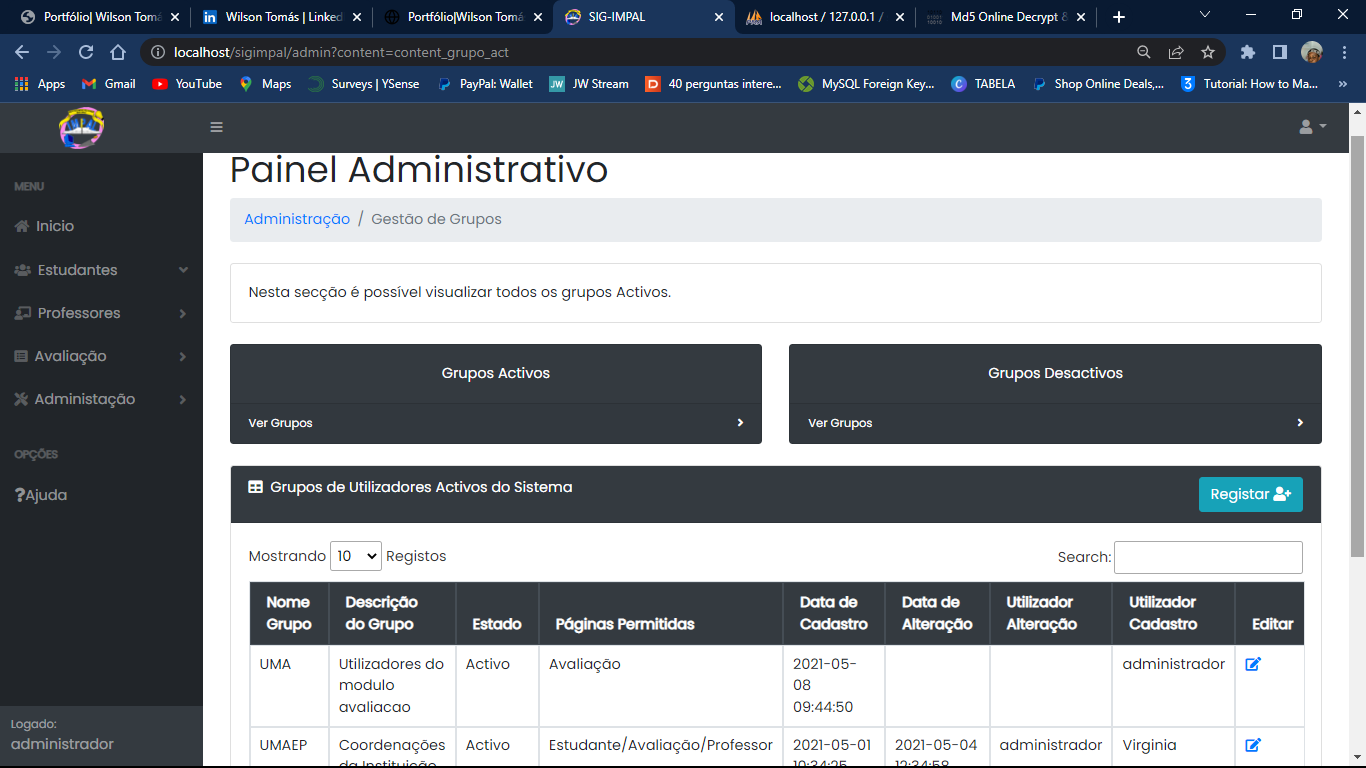 Portfólio| Wilson Tomá
Wilson Tomás | Linked
Portfólio|Wilson Tomá
SIG-IMPAL
localhost / 127.0.0.1 /
Md5 Online Decrypt &
localhost/sigimpal/admin?content=content_grupo_act
Apps
Gmail
YouTube
Maps
Surveys | YSense
PayPal: Wallet
JW Stream
40 perguntas intere...
MySQL Foreign Key...
TABELA
Shop Online Deals,...
Tutorial: How to Ma...
MENU
Inicio
Estudantes
Professores
Avaliação
Administação
OPÇÕES
Ajuda
Logado:
administrador
Painel Administrativo
Administração / Gestão de Grupos
Nesta secção é possível visualizar todos os grupos Activos.
Grupos Activos
Ver Grupos
Grupos Desactivos
Ver Grupos
Grupos de Utilizadores Activos do Sistema
Registar
Mostrando 10 Registos
Search:
Nome Grupo
Descrição do Grupo
Estado
Páginas Permitidas
Data de Cadastro
Data de Alteração
Utilizador Alteração
Utilizador Cadastro
Editar
UMA
Utilizadores do
modulo
avaliacao
Activo
Avaliação
2021-05-
08
09:44:50
administrador
UMAEP
Coordenações
da Instituição
Activo
Estudante/Avaliação/Professor
2021-05-01
10:34:25
2021-05-04
12:34:58
administrador
Virginia